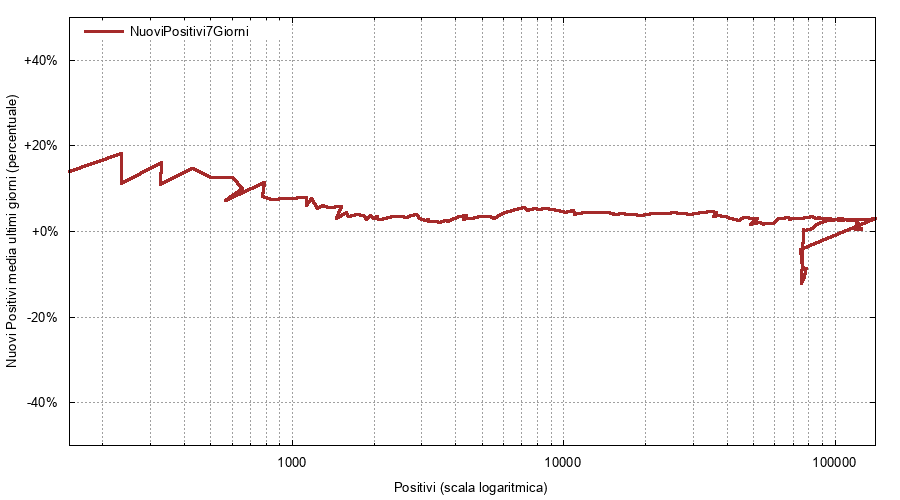 NuoviPositivi7Giorni
+40%
+20%
+0%
-20%
-40%
Nuovi Positivi media ultimi giorni (percentuale)
1000 10000 100000
Positivi (scala logaritmica)